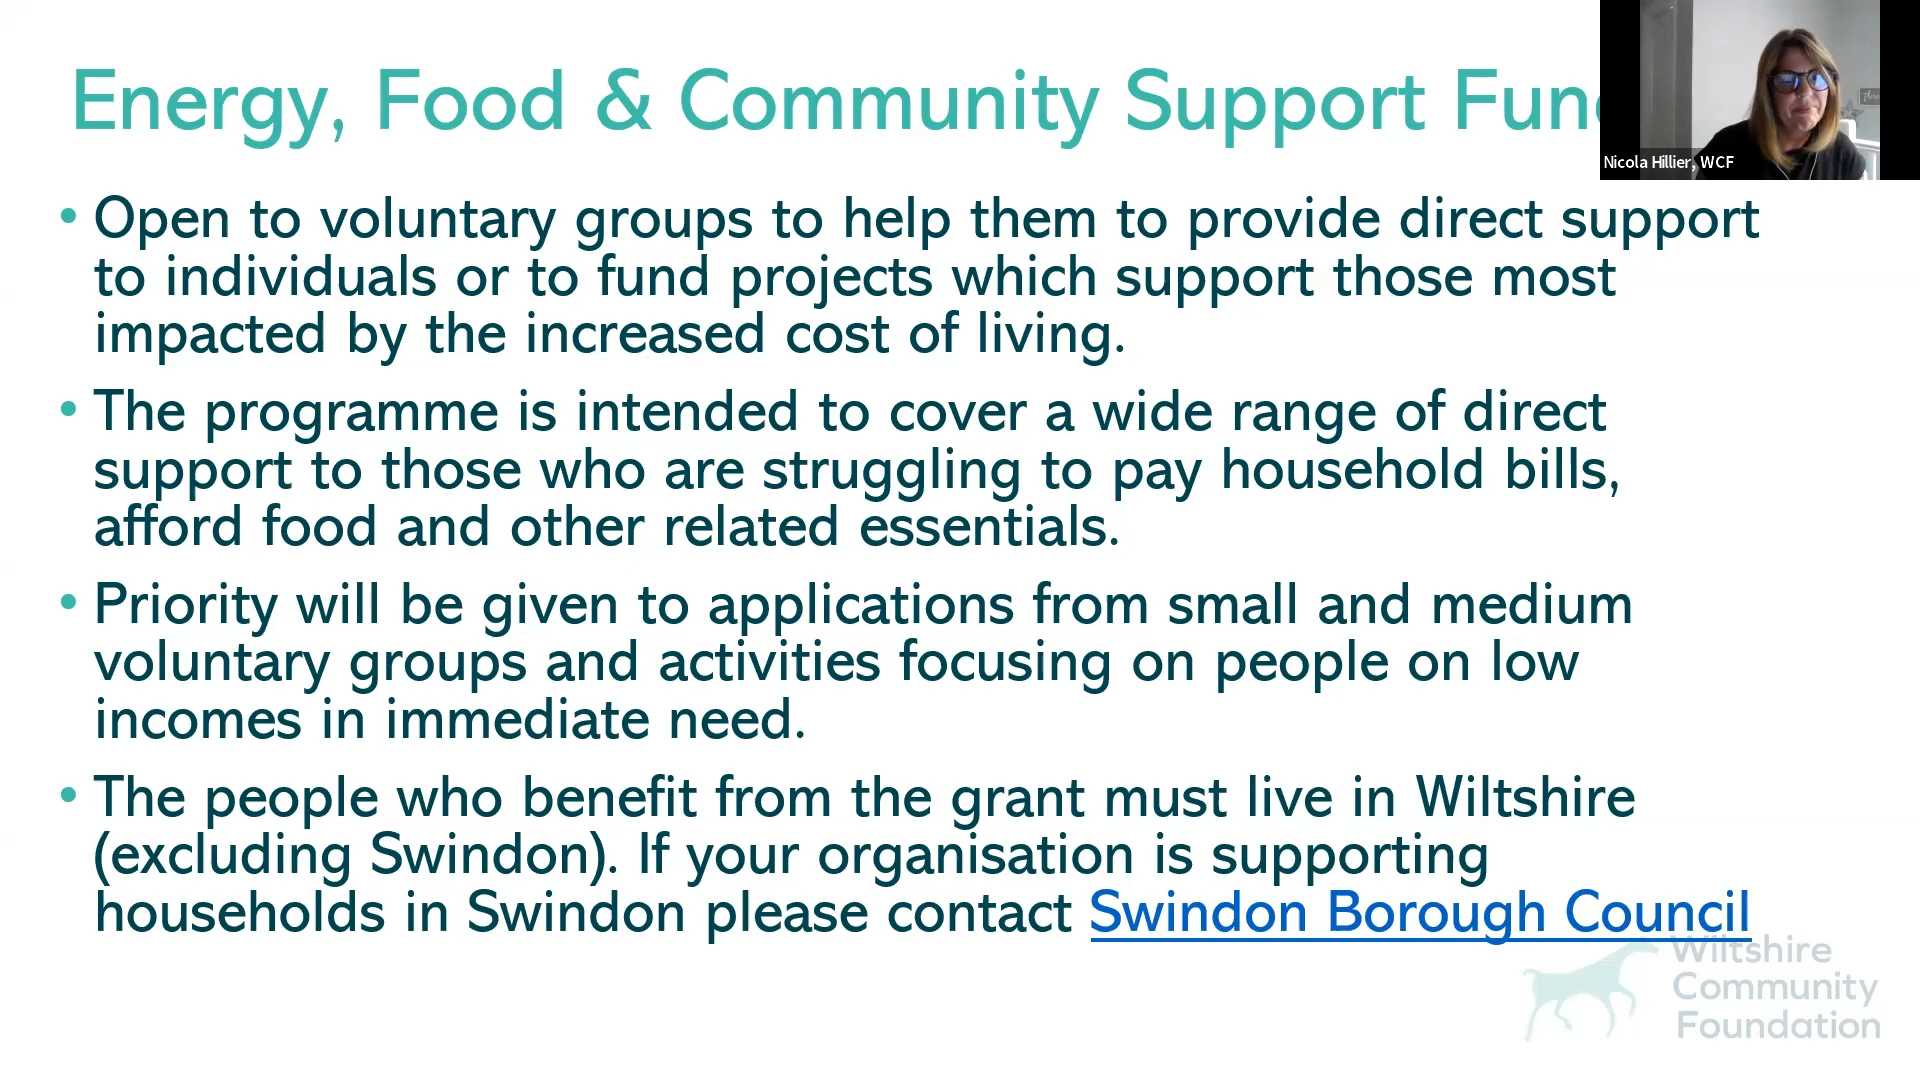 Energy, Food & Community Support Fun
Nicola Hillier, WCF
• Open to voluntary groups to help them to provide direct support
to individuals or to fund projects which support those most
impacted by the increased cost of living.
• The programme is intended to cover a wide range of direct
support to those who are struggling to pay household bills,
afford food and other related essentials.
• Priority will be given to applications from small and medium
voluntary groups and activities focusing on people on low
incomes in immediate need.
• The people who benefit from the grant must live in Wiltshire
(excluding Swindon). If your organisation is supporting
households in Swindon please contact Swindon Borough Council
Wiltshire
Community
Foundation